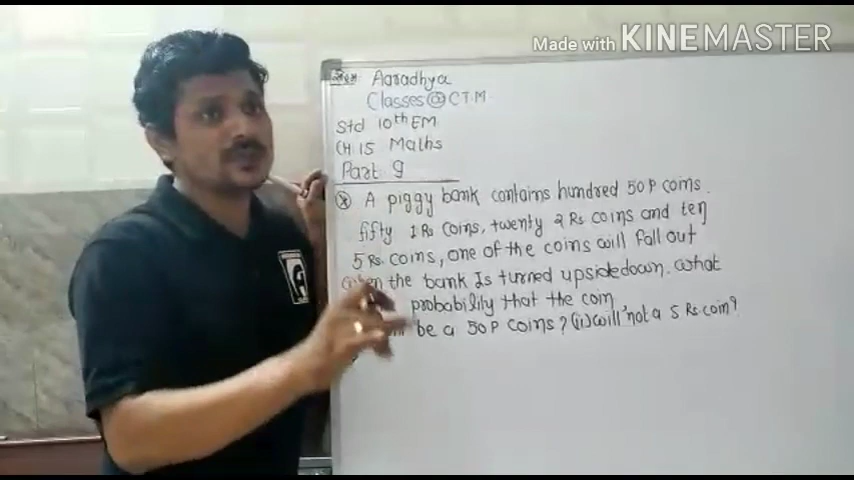 Made with KINEMASTER
Aaradhya
Classes@CTM
Std 10th EM
CH 15 Maths
Part 9
A piggy bank contains hundred 50 P coins.
fifty 1 Rs coins, twenty 2 Rs coins and ten
5 Rs. coins, one of the coins will fall out
when the bank Is turned upsidedown. what
probability that the coin,
be a 50 P coins? (ii) will not a 5 Rs. coin?